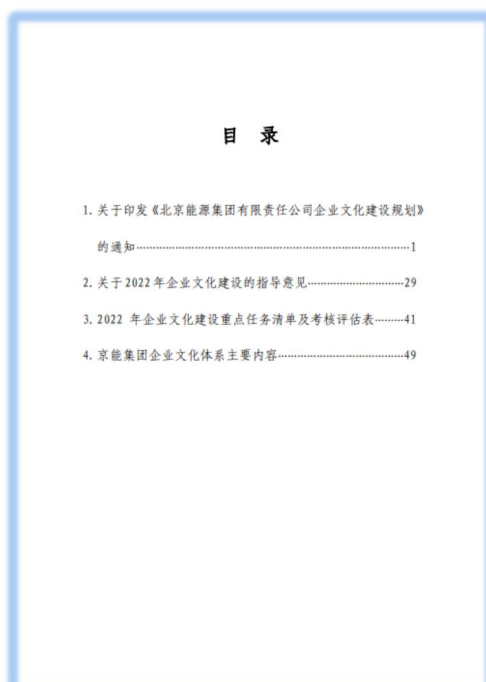 目 录
1. 关于印发《北京能源集团有限责任公司企业文化建设规划》
的通知……………………………………………………………1
2. 关于2022年企业文化建设的指导意见…………………………29
3. 2022 年企业文化建设重点任务清单及考核评估表………41
4. 京能集团企业文化体系主要内容…………………………………49